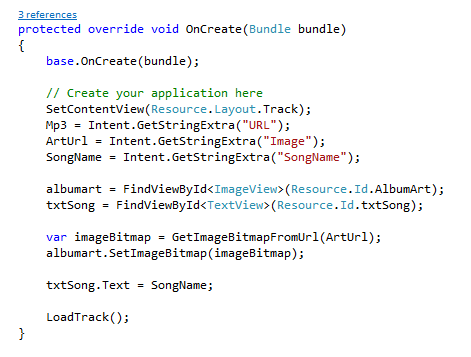 3 references
protected override void OnCreate(Bundle bundle)
{
base.OnCreate(bundle);
// Create your application here
SetContentView(Resource.Layout.Track);
Mp3 = Intent.GetStringExtra("URL");
ArtUrl = Intent.GetStringExtra("Image");
SongName = Intent.GetStringExtra("SongName");
albumart = FindViewById<ImageView>(Resource.Id.AlbumArt);
txtSong = FindViewById<TextView>(Resource.Id.txtSong);
var imageBitmap = GetImageBitmapFromUrl(ArtUrl);
albumart.SetImageBitmap(imageBitmap);
txtSong.Text = SongName;
LoadTrack();
}